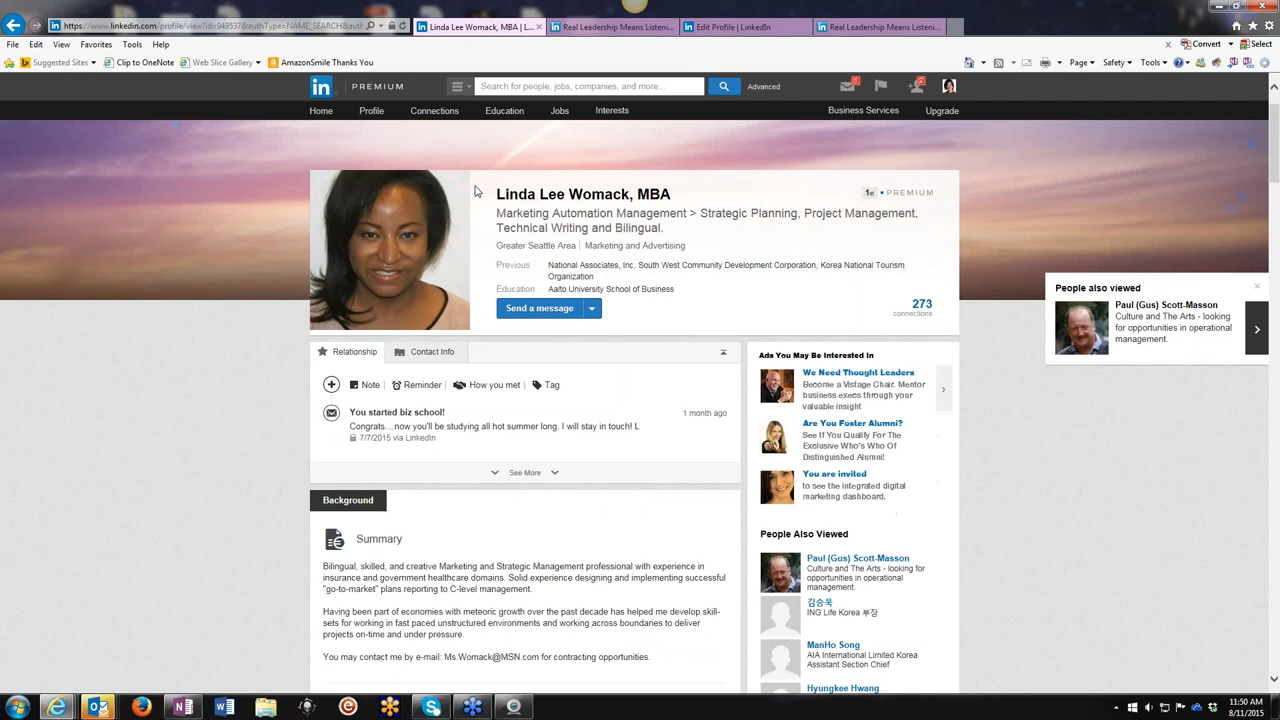 https://www.linkedin.com/profile/view?id=949537&authType=NAME_SEARCH&auth
Linda Lee Womack, MBA | L...
Real Leadership Means Listeni...
Edit Profile | LinkedIn
Real Leadership Means Listeni...
File Edit View Favorites Tools Help
Convert Select
Suggested Sites Clip to OneNote Web Slice Gallery AmazonSmile Thank You
Page Safety Tools
in PREMIUM
Search for people, jobs, companies, and more...
Advanced
1
2
Home Profile Connections Education Jobs Interests Business Services Upgrade
Linda Lee Womack, MBA
1st • PREMIUM
Marketing Automation Management > Strategic Planning, Project Management,
Technical Writing and Bilingual.
Greater Seattle Area | Marketing and Advertising
Previous National Associates, Inc, South West Community Development Corporation, Korea National Tourism
Organization
Education Aalto University School of Business
Send a message
273
connections
People also viewed
Paul (Gus) Scott-Masson
Culture and The Arts - looking
for opportunities in operational
management.
Relationship Contact Info
Note | Reminder | How you met | Tag
You started biz school! 1 month ago
Congrats....now you'll be studying all hot summer long. I will stay in touch! L
7/7/2015 via LinkedIn
See More
Background
Summary
Bilingual, skilled, and creative Marketing and Strategic Management professional with experience in
insurance and government healthcare domains. Solid experience designing and implementing successful
"go-to-market" plans reporting to C-level management.
Having been part of economies with meteoric growth over the past decade has helped me develop skill-
sets for working in fast paced unstructured environments and working across boundaries to deliver
projects on-time and under pressure.
You may contact me by e-mail: Ms.Womack@MSN.com for contracting opportunities.
Ads You May Be Interested In
We Need Thought Leaders
Become a Vistage Chair. Mentor
business execs through your
valuable insight
Are You Foster Alumni?
See If You Qualify For The
Exclusive Who's Who Of
Distinguished Alumni!
You are invited
to see the integrated digital
marketing dashboard.
People Also Viewed
Paul (Gus) Scott-Masson
Culture and The Arts - looking for
opportunities in operational
management.
김승욱
ING Life Korea 부장
ManHo Song
AIA International Limited Korea
Assistant Section Chief
Hyungkee Hwang
11:50 AM
8/11/2015